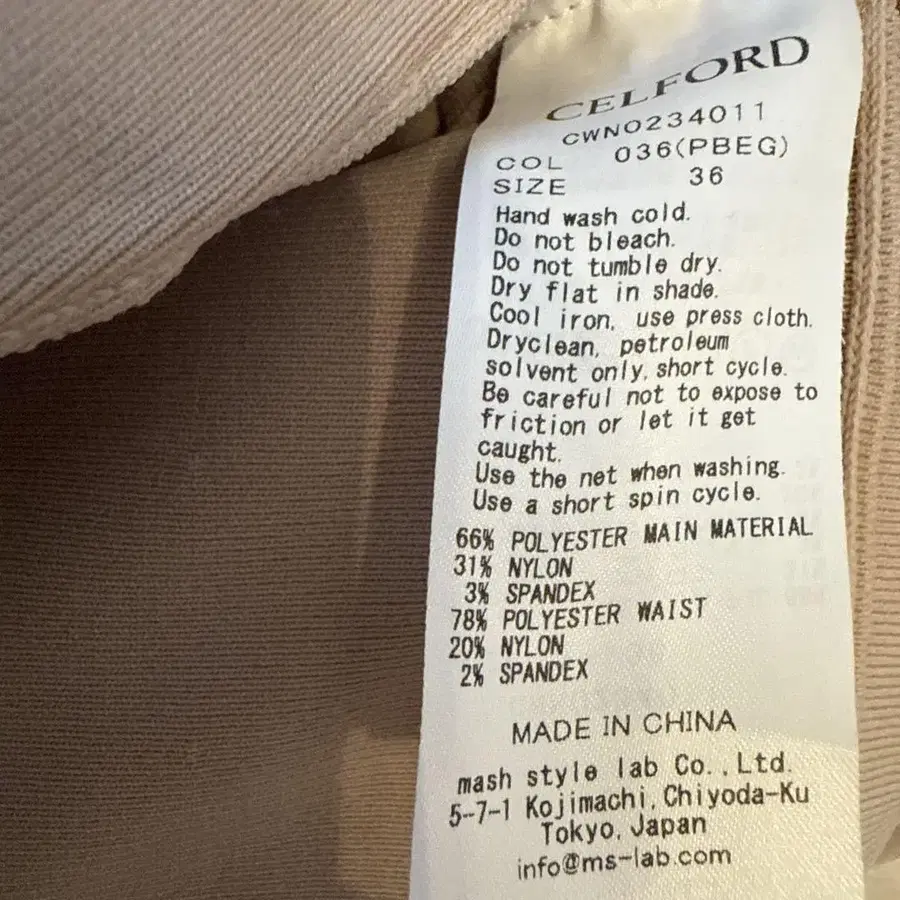 CELFORD
CWNO234011
COL 036(PBEG)
SIZE 36
Hand wash cold.
Do not bleach.
Do not tumble dry.
Dry flat in shade.
Cool iron, use press cloth.
Dryclean, petroleum
solvent only, short cycle.
Be careful not to expose to
friction or let it get
caught.
Use the net when washing.
Use a short spin cycle.
66% POLYESTER MAIN MATERIAL
31% NYLON
3% SPANDEX
78% POLYESTER WAIST
20% NYLON
2% SPANDEX
MADE IN CHINA
mash style lab Co.,Ltd.
5-7-1 Kojimachi, Chiyoda-Ku
Tokyo, Japan
info@ms-lab.com